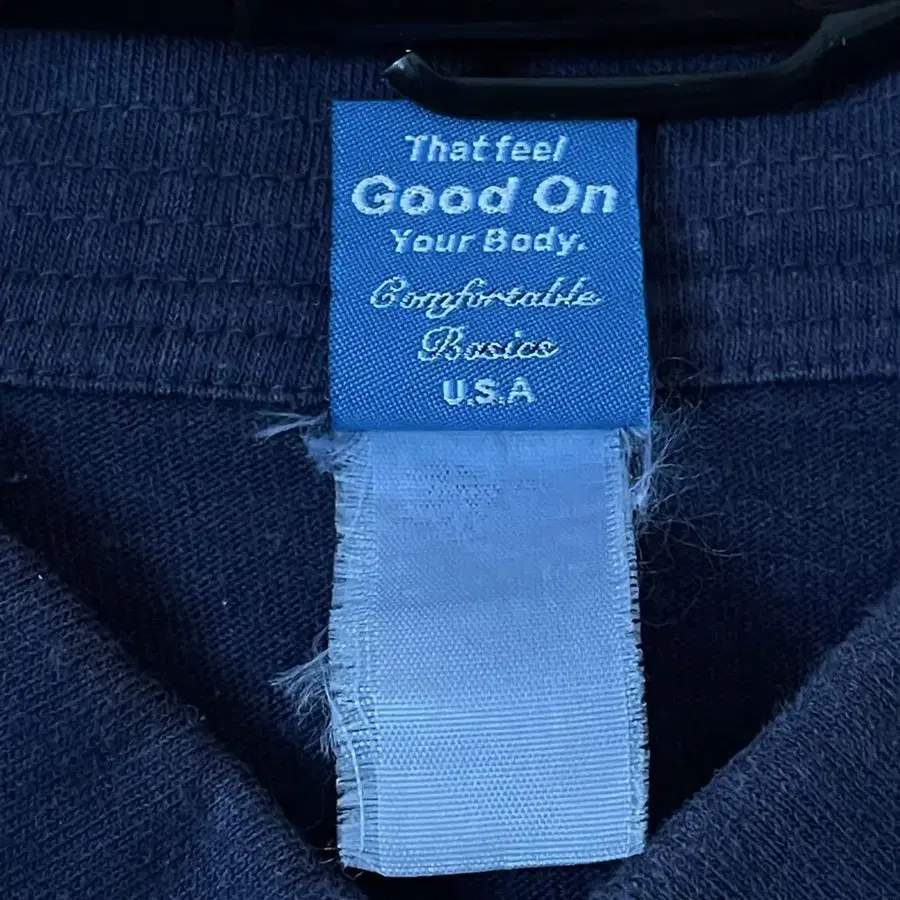 That feel
Good On
Your Body.
Comfortable
Basics
U.S.A